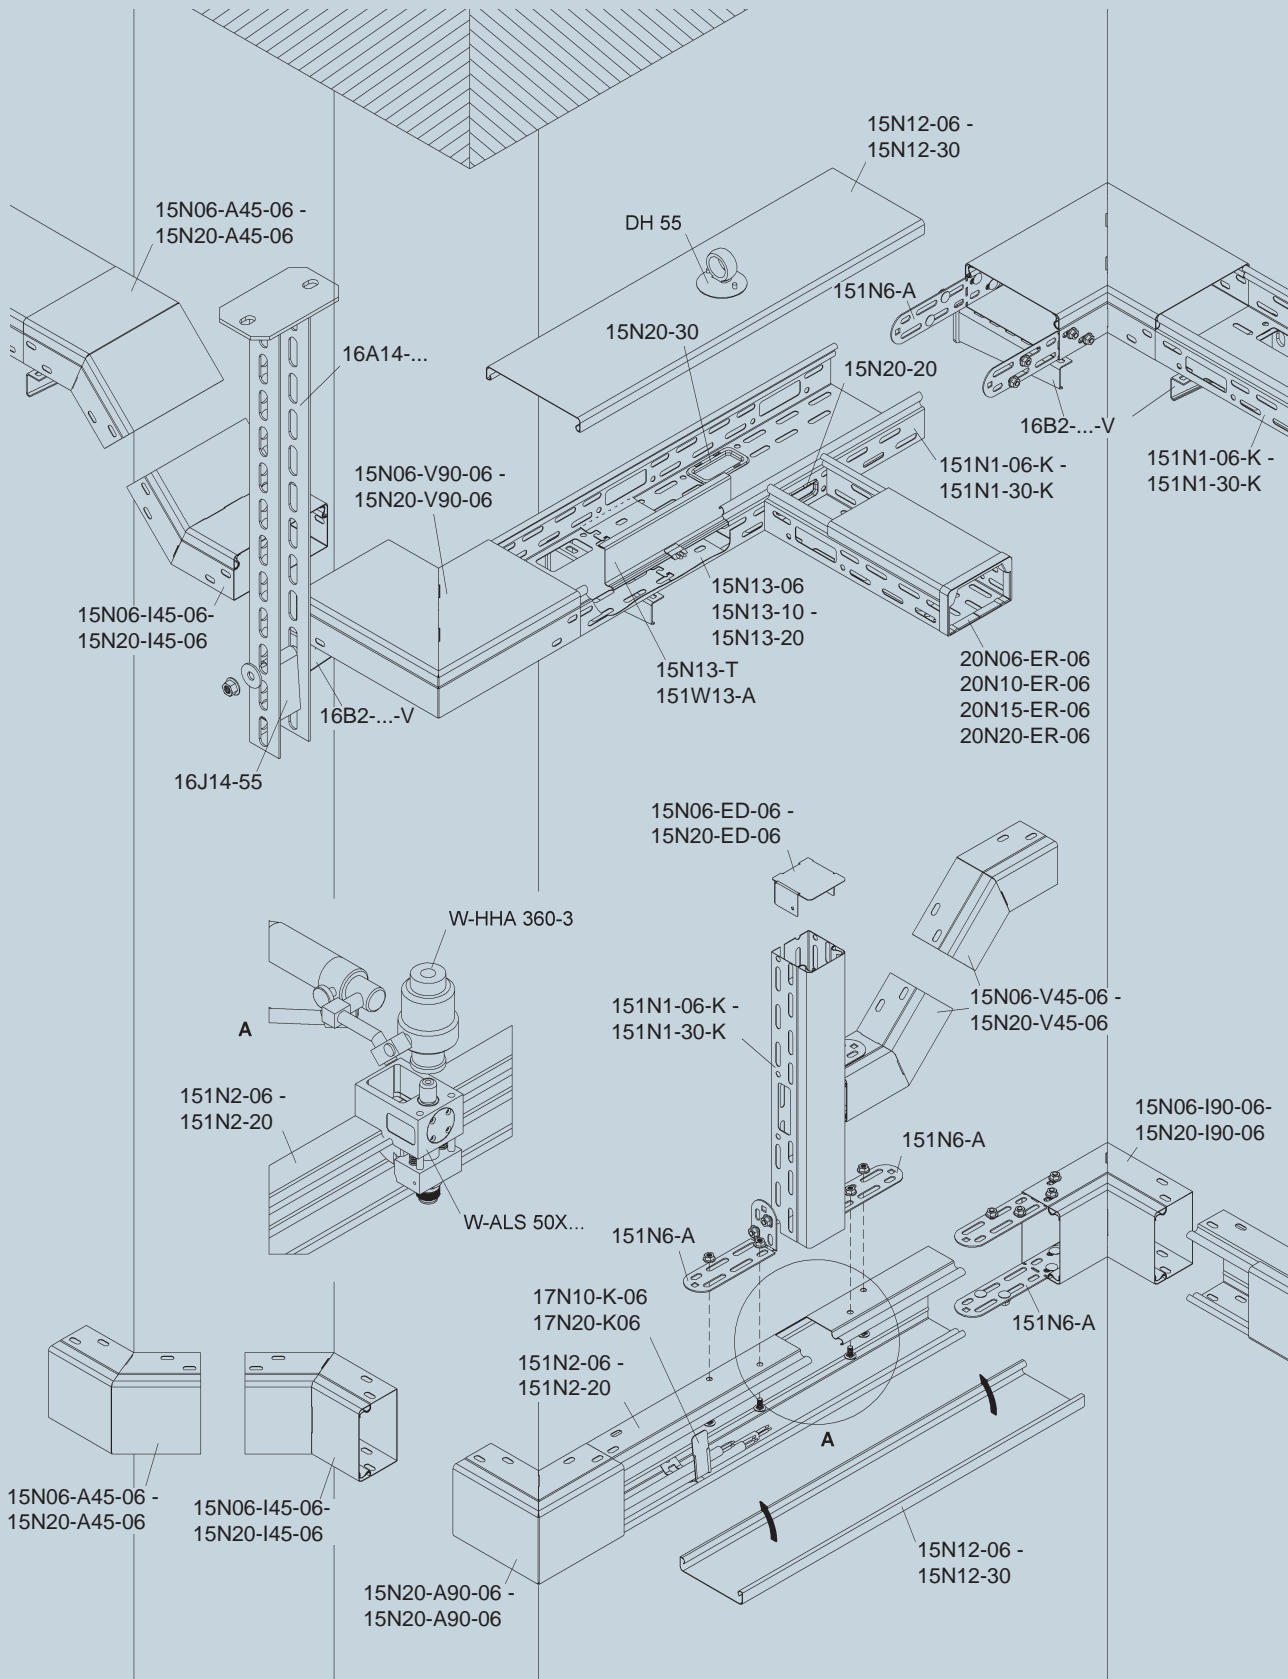 15N12-06 -
15N12-30
15N06-A45-06 -
15N20-A45-06
DH 55
151N6-A
15N20-30
16A14-...
15N20-20
16B2-...-V
151N1-06-K -
151N1-30-K
151N1-06-K -
151N1-30-K
15N06-V90-06 -
15N20-V90-06
15N06-I45-06-
15N20-I45-06
15N13-06
15N13-10 -
15N13-20
15N13-T
151W13-A
20N06-ER-06
20N10-ER-06
20N15-ER-06
20N20-ER-06
16B2-...-V
16J14-55
15N06-ED-06 -
15N20-ED-06
W-HHA 360-3
A
151N1-06-K -
151N1-30-K
15N06-V45-06 -
15N20-V45-06
151N2-06 -
151N2-20
15N06-I90-06-
15N20-I90-06
151N6-A
W-ALS 50X...
151N6-A
17N10-K-06
17N20-K06
151N6-A
151N2-06 -
151N2-20
A
15N06-A45-06 -
15N20-A45-06
15N06-I45-06-
15N20-I45-06
15N12-06 -
15N12-30
15N20-A90-06 -
15N20-A90-06